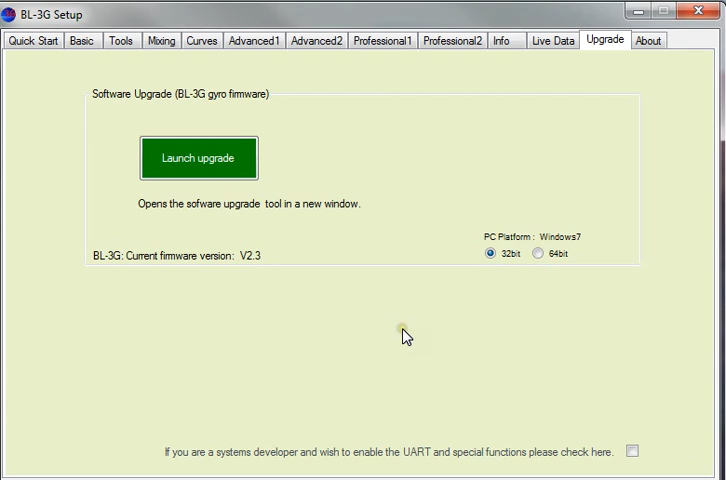 BL-3G Setup
Quick Start Basic Tools Mixing Curves Advanced1 Advanced2 Professional1 Professional2 Info Live Data Upgrade About
Software Upgrade (BL-3G gyro firmware)
Launch upgrade
Opens the sofware upgrade tool in a new window.
PC Platform : Windows7
32bit 64bit
BL-3G: Current firmware version: V2.3
If you are a systems developer and wish to enable the UART and special functions please check here.